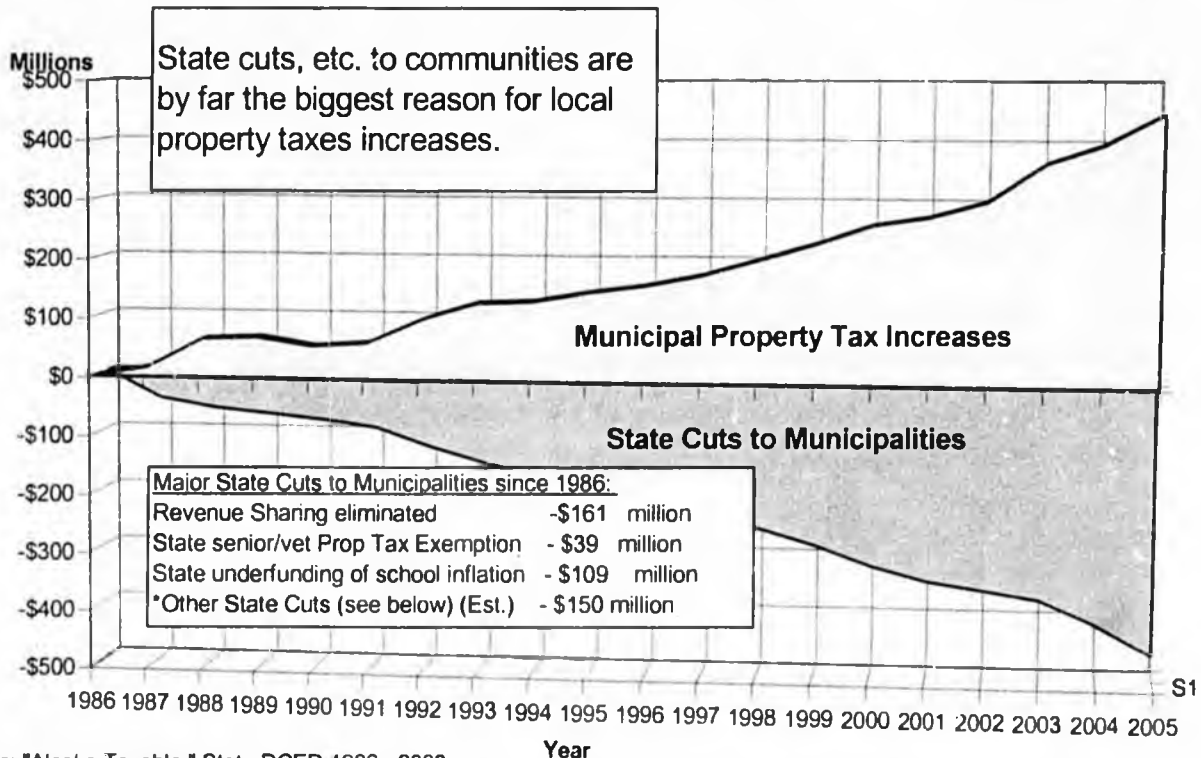 State cuts, etc. to communities are
by far the biggest reason for local
property taxes increases.
Millions
$500
$400
$300
$200
$100
$0
-$100
-$200
-$300
-$400
-$500
Municipal Property Tax Increases
State Cuts to Municipalities
Major State Cuts to Municipalities since 1986:
Revenue Sharing eliminated -$161 million
State senior/vet Prop Tax Exemption - $39 million
State underfunding of school inflation - $109 million
*Other State Cuts (see below) (Est.) - $150 million
S1
1986 1987 1988 1989 1990 1991 1992 1993 1994 1995 1996 1997 1998 1999 2000 2001 2002 2003 2004 2005
Year